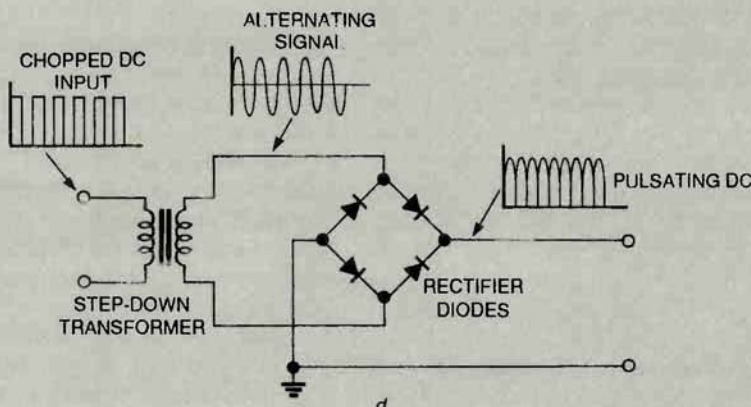 ALTERNATING
SIGNAL
CHOPPED DC
INPUT
PULSATING DC
STEP-DOWN
TRANSFORMER
RECTIFIER
DIODES
d